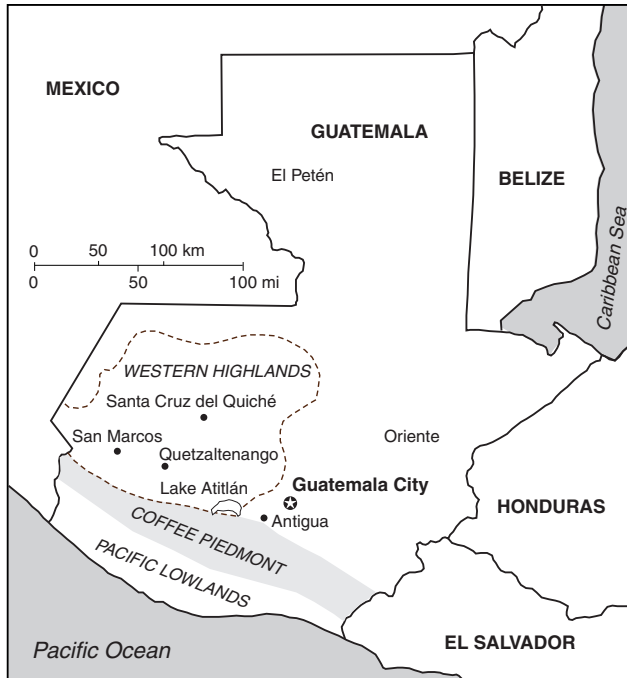 MEXICO
GUATEMALA
El Petén
BELIZE
Caribbean Sea
0 50 100 km
0 50 100 mi
WESTERN HIGHLANDS
Santa Cruz del Quiché
San Marcos
Quetzaltenango
Oriente
Lake Atitlán
Guatemala City
HONDURAS
Antigua
COFFEE PIEDMONT
PACIFIC LOWLANDS
EL SALVADOR
Pacific Ocean